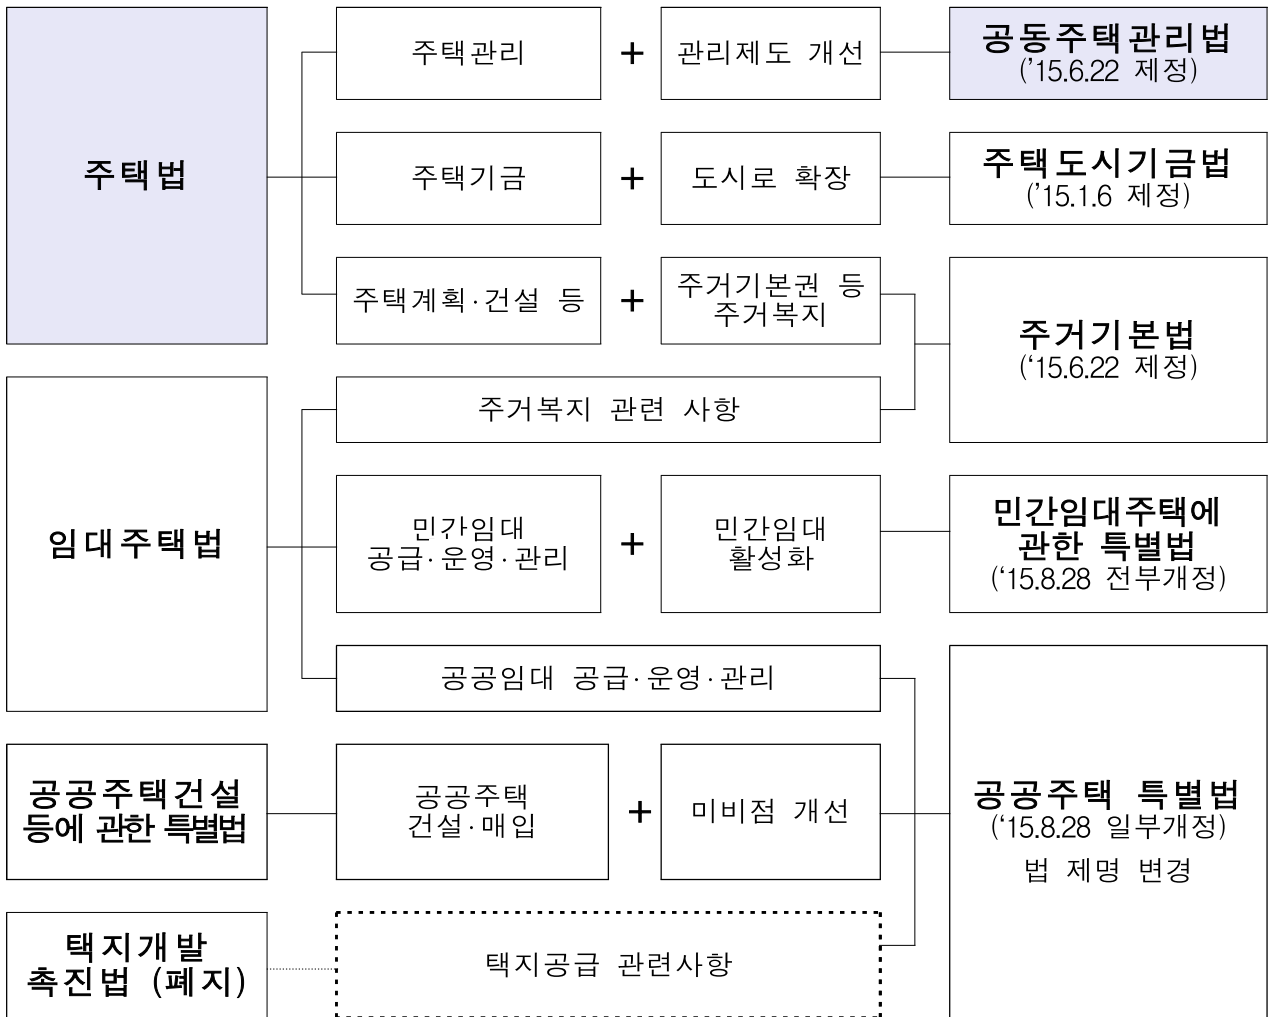 주택법
주택관리
+
관리제도 개선
공동주택관리법
('15.6.22 제정)
주택기금
+
도시로 확장
주택도시기금법
('15.1.6 제정)
주택계획·건설 등
+
주거기본권 등
주거복지
주거기본법
(‘15.6.22 제정)
임대주택법
주거복지 관련 사항
민간임대
공급·운영·관리
+
민간임대
활성화
민간임대주택에
관한 특별법
(‘15.8.28 전부개정)
공공임대 공급·운영·관리
공공주택건설
등에 관한 특별법
공공주택
건설·매입
+
미비점 개선
공공주택 특별법
(‘15.8.28 일부개정)
법 제명 변경
택지개발
촉진법 (폐지)
택지공급 관련사항